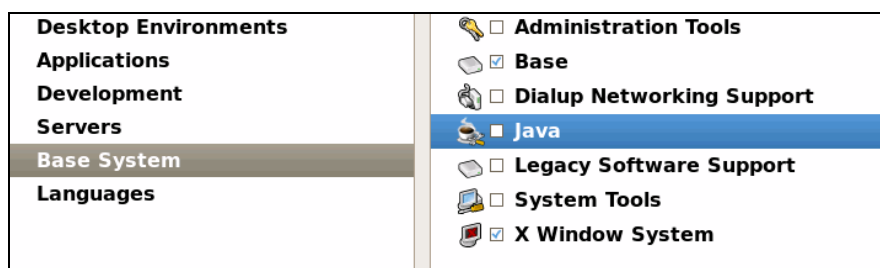 Desktop Environments
Applications
Development
Servers
Base System
Languages
Administration Tools
Base
Dialup Networking Support
Java
Legacy Software Support
System Tools
X Window System